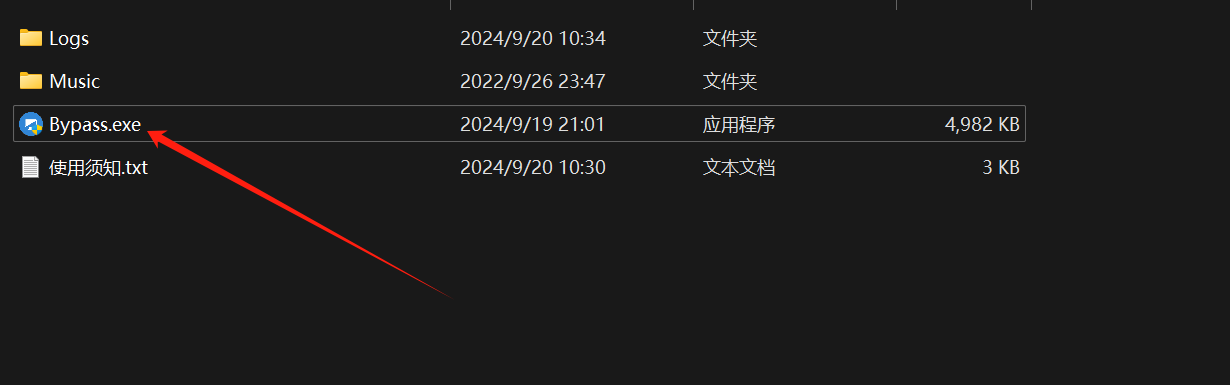 Logs 2024/9/20 10:34 文件夹
Music 2022/9/26 23:47 文件夹
Bypass.exe 2024/9/19 21:01 应用程序 4,982 KB
使用须知.txt 2024/9/20 10:30 文本文档 3 KB